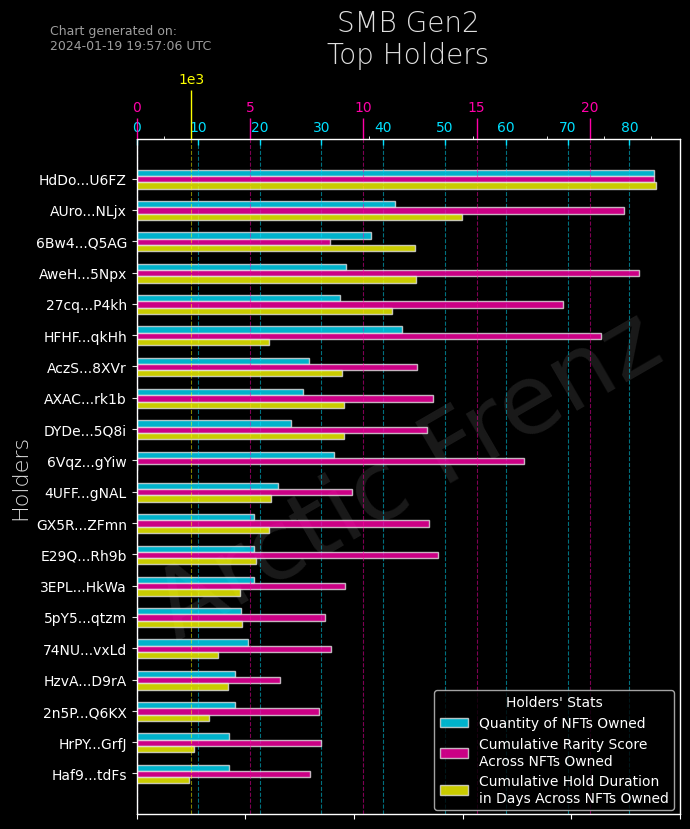 Chart generated on:
2024-01-19 19:57:06 UTC
SMB Gen2
Top Holders
1e3
0 5 10 15 20
0 10 20 30 40 50 60 70 80
Holders
HdDo...U6FZ
AUro...NLjx
6Bw4...Q5AG
AweH...5Npx
27cq...P4kh
HFHF...qkHh
AczS...8XVr
AXAC...rk1b
DYDe...5Q8i
6Vqz...gYiw
4UFF...gNAL
GX5R...ZFmn
E29Q...Rh9b
3EPL...HkWa
5pY5...qtzm
74NU...vxLd
HzvA...D9rA
2n5P...Q6KX
HrPY...GrfJ
Haf9...tdFs
Arctic Frenz
Holders' Stats
Quantity of NFTs Owned
Cumulative Rarity Score
Across NFTs Owned
Cumulative Hold Duration
in Days Across NFTs Owned